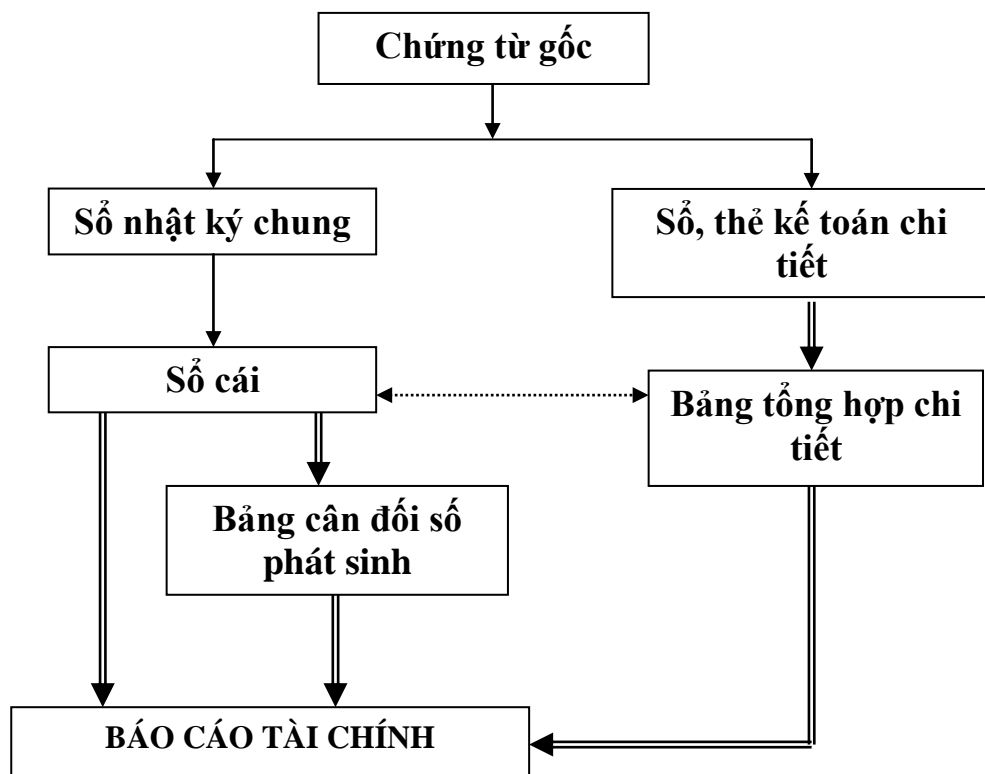 Chứng từ gốc
Sổ nhật ký chung
Sổ, thẻ kế toán chi
tiết
Sổ cái
Bảng tổng hợp chi
tiết
Bảng cân đối số
phát sinh
BÁO CÁO TÀI CHÍNH